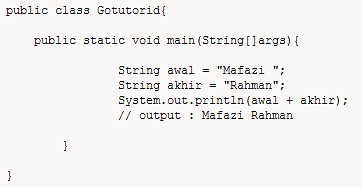 public class Gotutorid{
public static void main(String[]args){
String awal = "Mafazi ";
String akhir = "Rahman";
System.out.println(awal + akhir);
// output : Mafazi Rahman
}
}